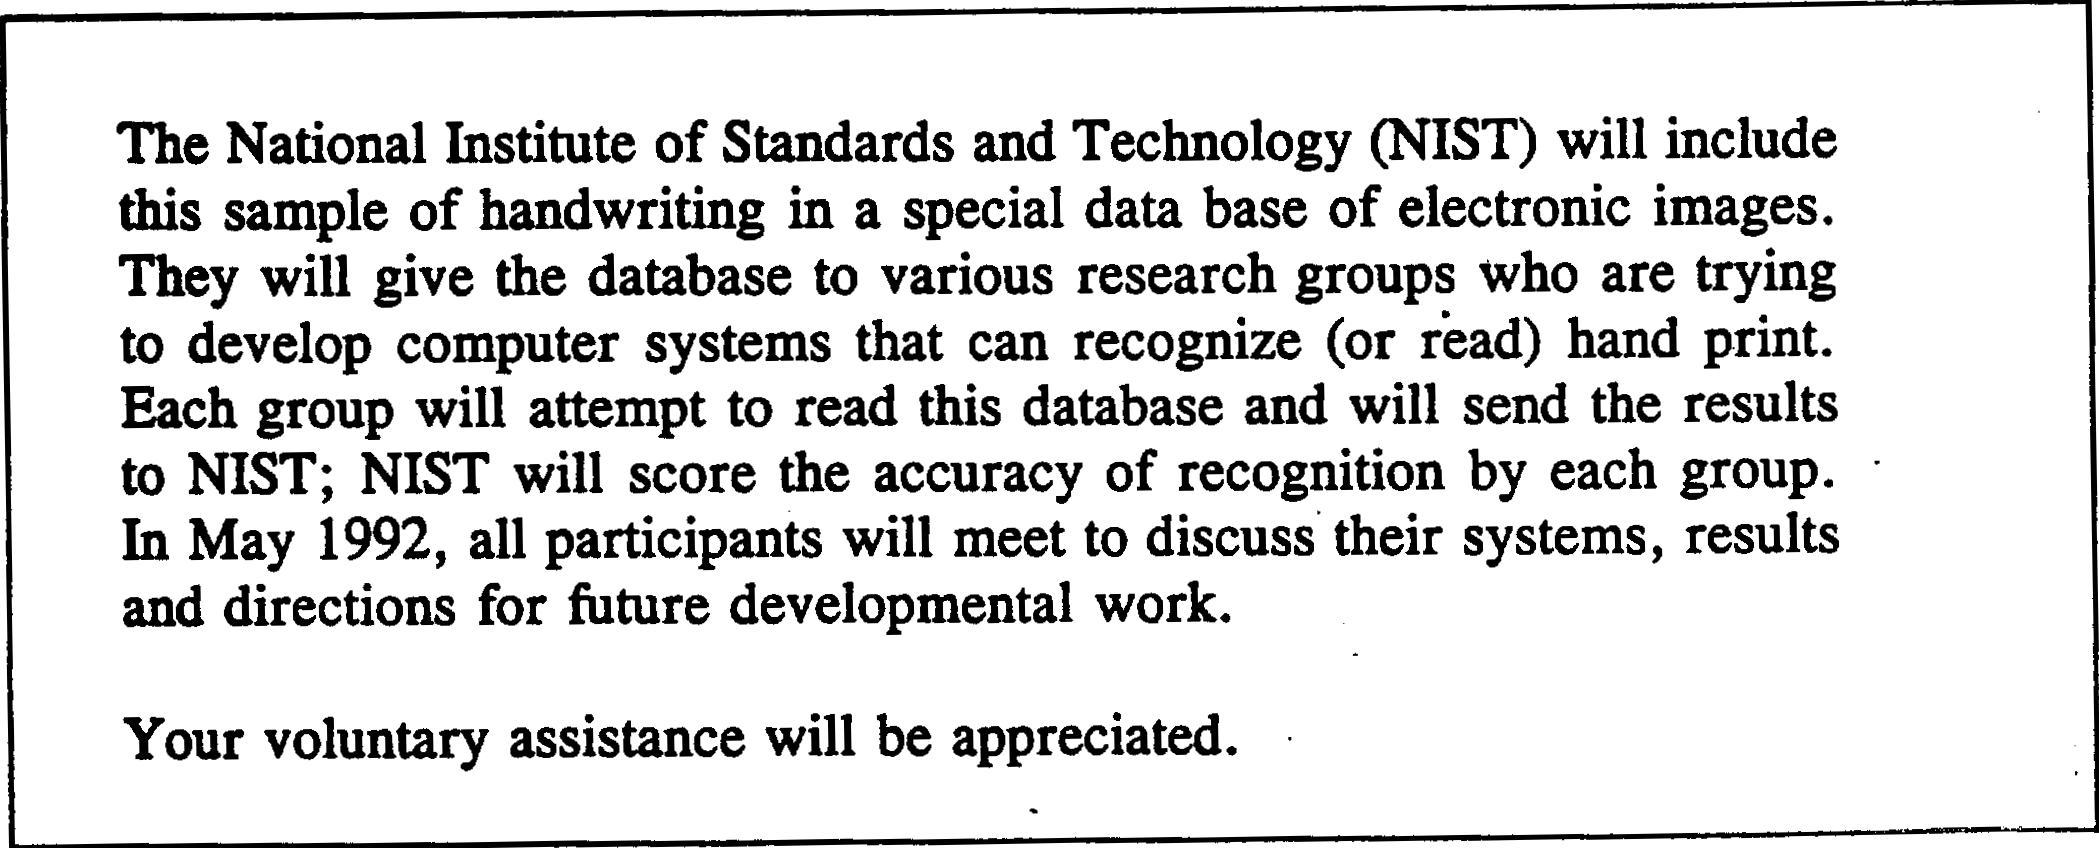 The National Institute of Standards and Technology (NIST) will include
this sample of handwriting in a special data base of electronic images.
They will give the database to various research groups who are trying
to develop computer systems that can recognize (or read) hand print.
Each group will attempt to read this database and will send the results
to NIST; NIST will score the accuracy of recognition by each group.
In May 1992, all participants will meet to discuss their systems, results
and directions for future developmental work.
Your voluntary assistance will be appreciated.